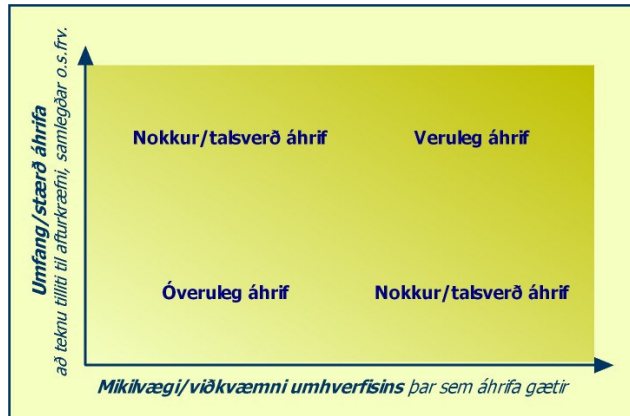 Umfang/stærð áhrifa
að teknu tilliti til afturkræfni, samlegðar o.s.frv.
Nokkur/talsverð áhrif
Veruleg áhrif
Óveruleg áhrif
Nokkur/talsverð áhrif
Mikilvægi/viðkvæmni umhverfisins þar sem áhrifa gætir